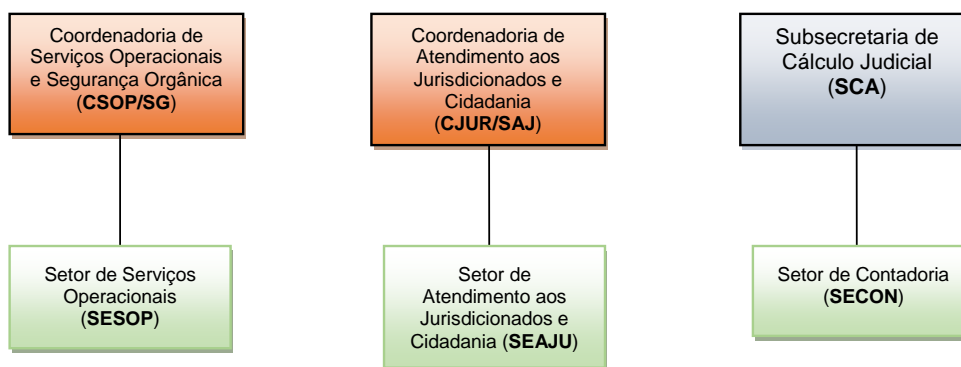 Coordenadoria de
Serviços Operacionais
e Segurança Orgânica
(CSOP/SG)
Coordenadoria de
Atendimento aos
Jurisdicionados e
Cidadania
(CJUR/SAJ)
Subsecretaria de
Cálculo Judicial
(SCA)
Setor de Serviços
Operacionais
(SESOP)
Setor de
Atendimento aos
Jurisdicionados e
Cidadania (SEAJU)
Setor de Contadoria
(SECON)